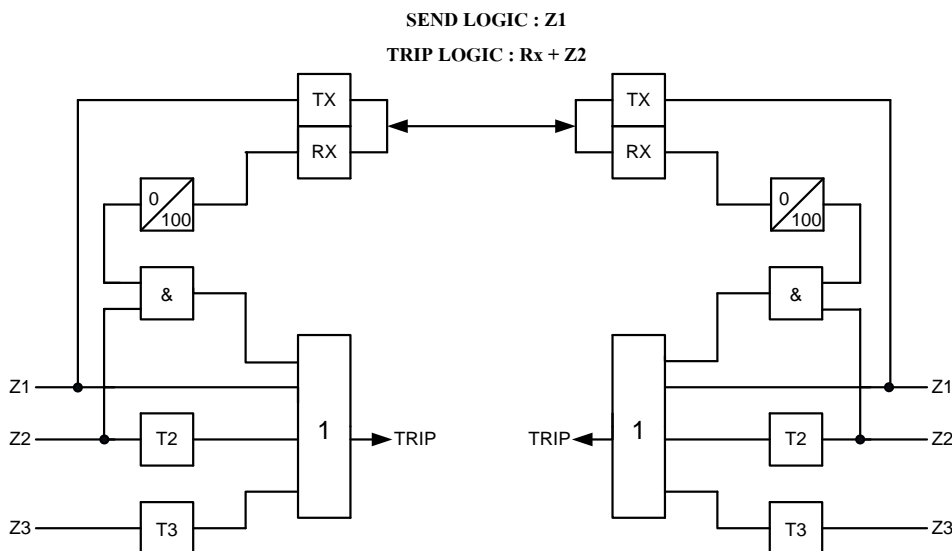 SEND LOGIC : Z1
TRIP LOGIC : Rx + Z2
TX TX
RX RX
0 0
100 100
& &
Z1 Z1
Z2 T2 1 TRIP TRIP 1 T2 Z2
Z3 T3 T3 Z3